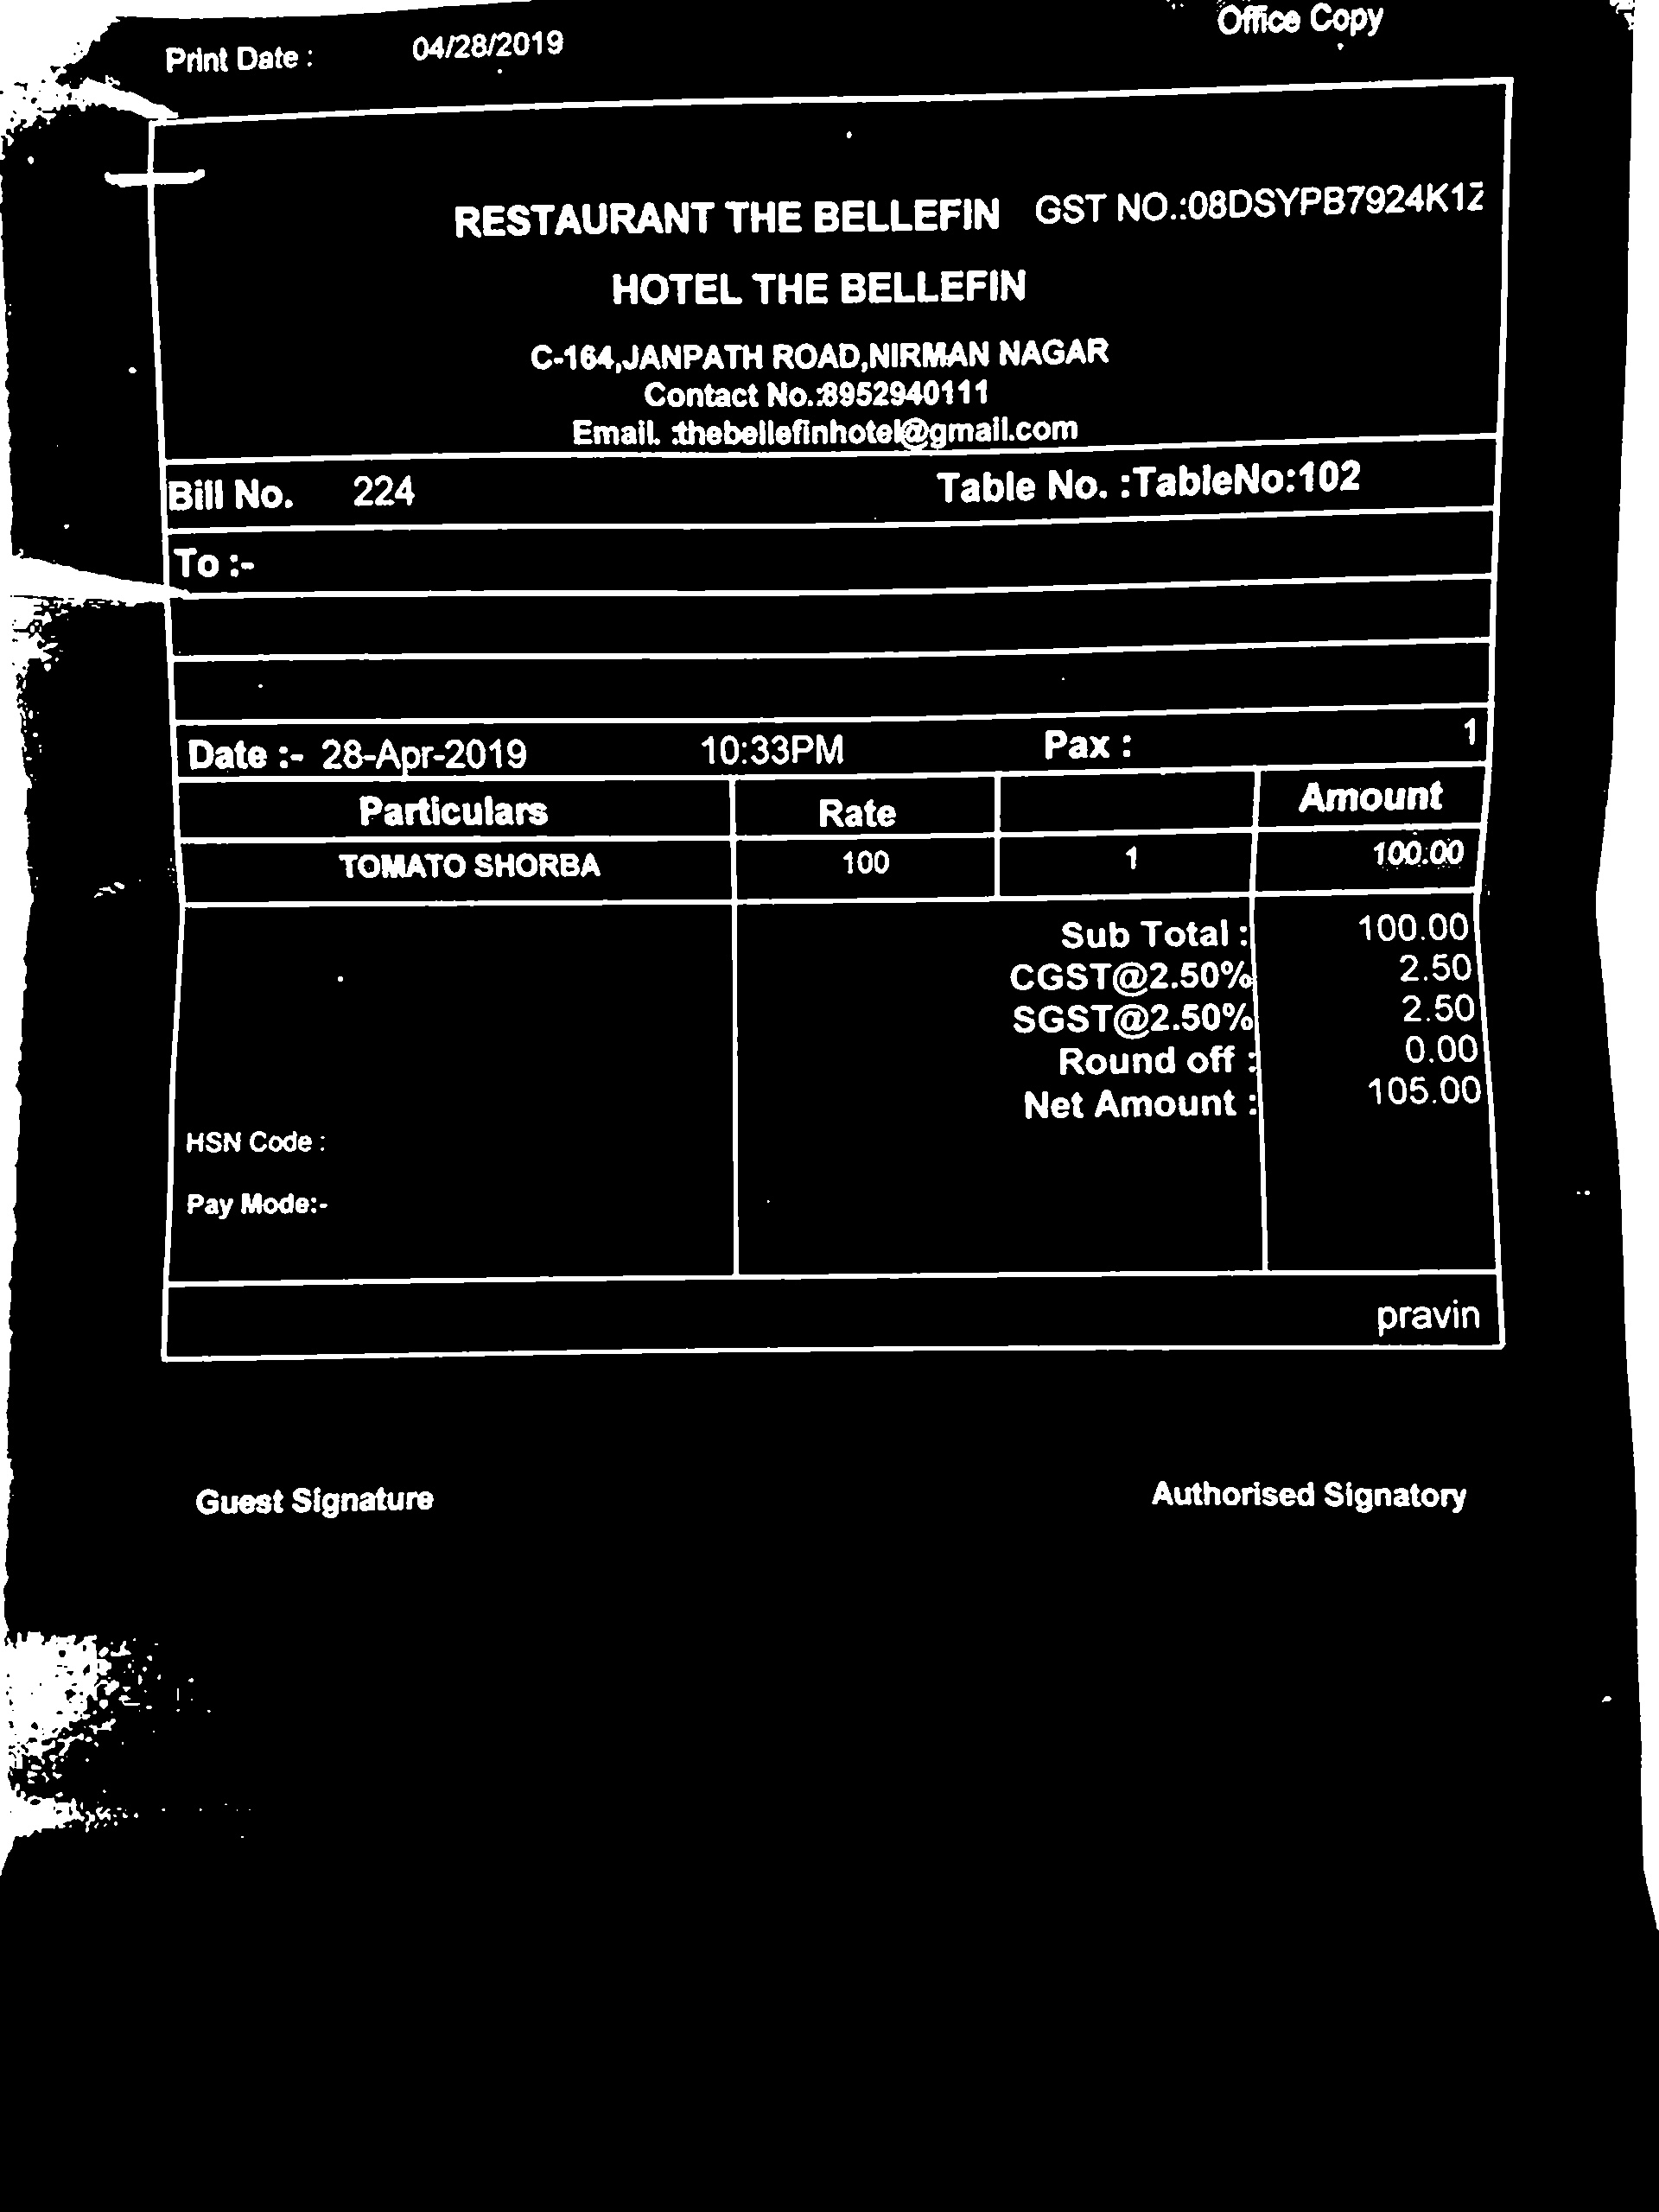 Office Copy
Print Date : 04/28/2019
RESTAURANT THE BELLEFIN GST NO.:08DSYPB7924K1Z
HOTEL THE BELLEFIN
C-164,JANPATH ROAD,NIRMAN NAGAR
Contact No.:8952940111
Email. :thebellefinhotel@gmail.com
Bill No. 224 Table No. :TableNo:102
To :-
Date :- 28-Apr-2019 10:33PM Pax : 1
Particulars Rate Amount
TOMATO SHORBA 100 1 100.00
Sub Total : 100.00
CGST@2.50% 2.50
SGST@2.50% 2.50
Round off : 0.00
Net Amount : 105.00
HSN Code :
Pay Mode:-
pravin
Guest Signature Authorised Signatory